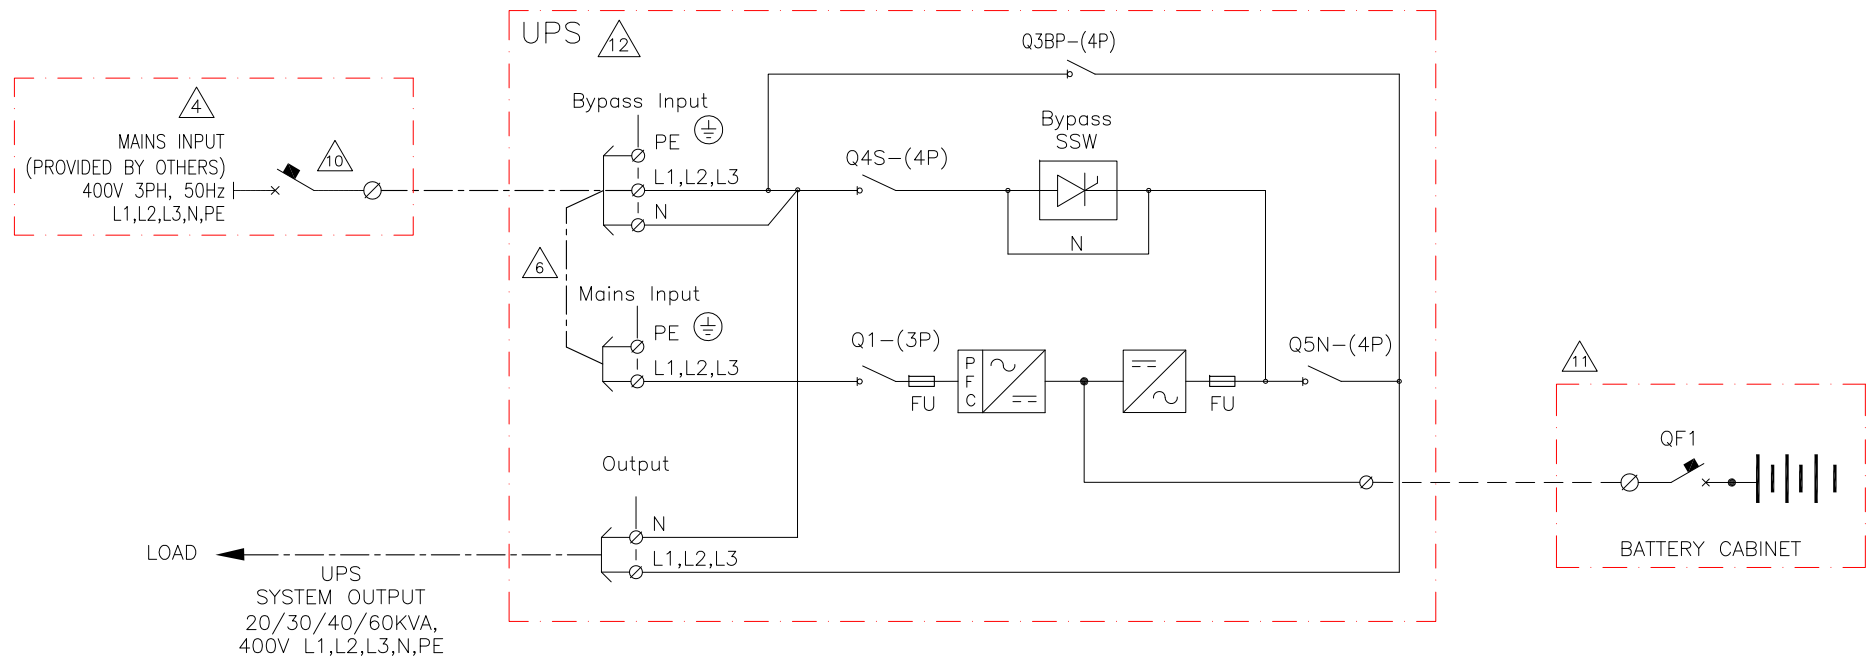 UPS
12
Q3BP-(4P)
4
MAINS INPUT
(PROVIDED BY OTHERS)
400V 3PH, 50Hz
L1,L2,L3,N,PE
10
Bypass Input
PE
L1,L2,L3
N
Q4S-(4P)
Bypass
SSW
N
6
Mains Input
PE
L1,L2,L3
Q1-(3P)
FU
P
F
C
FU
Q5N-(4P)
11
QF1
BATTERY CABINET
Output
N
L1,L2,L3
LOAD
UPS
SYSTEM OUTPUT
20/30/40/60KVA,
400V L1,L2,L3,N,PE